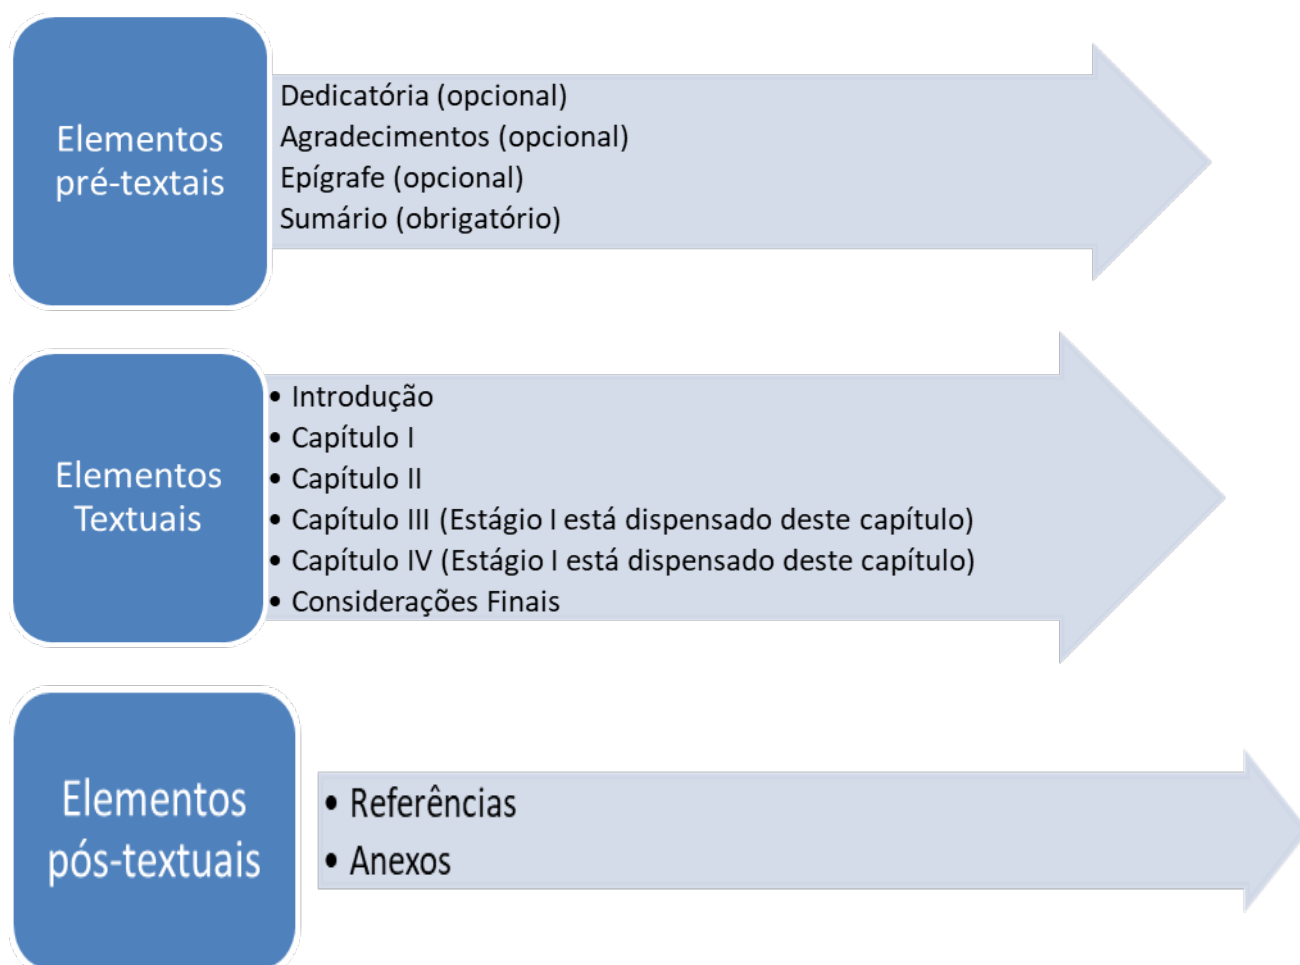 Elementos
pré-textais
Dedicatória (opcional)
Agradecimentos (opcional)
Epígrafe (opcional)
Sumário (obrigatório)
Elementos
Textuais
• Introdução
• Capítulo I
• Capítulo II
• Capítulo III (Estágio I está dispensado deste capítulo)
• Capítulo IV (Estágio I está dispensado deste capítulo)
• Considerações Finais
Elementos
pós-textuais
• Referências
• Anexos